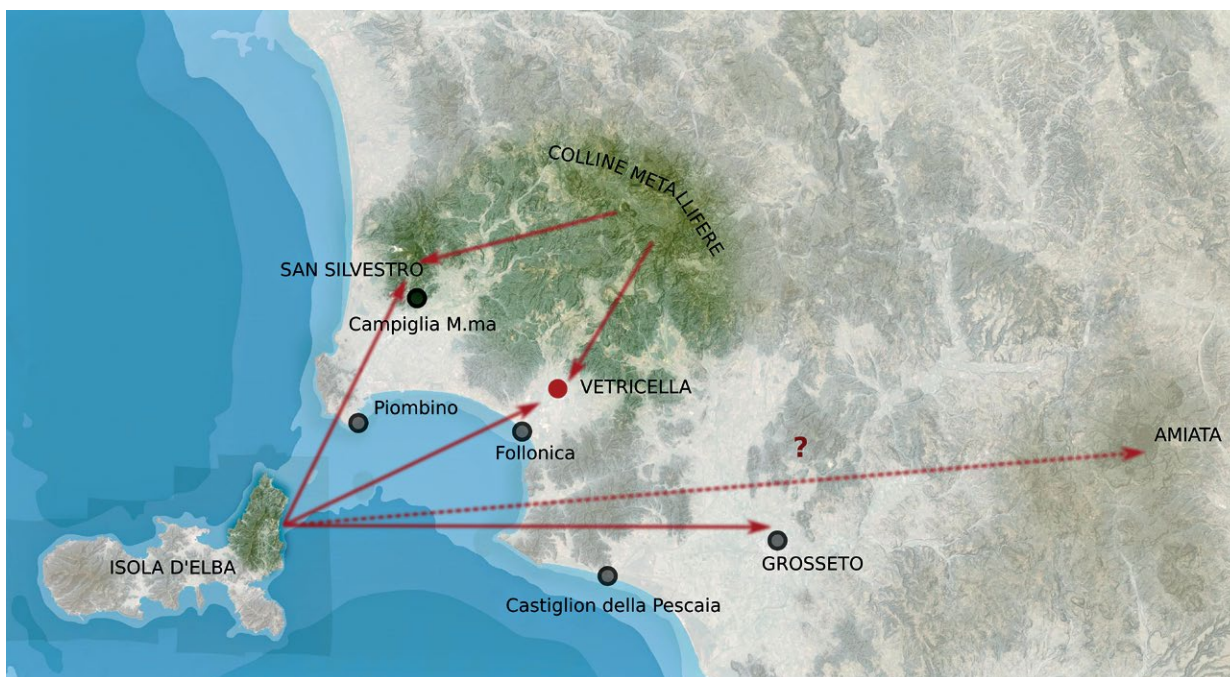 COLLINE METALLIFERE
SAN SILVESTRO
Campiglia M.ma
VETRICELLA
Piombino
Follonica
?
AMIATA
ISOLA D'ELBA
GROSSETO
Castiglion della Pescaia